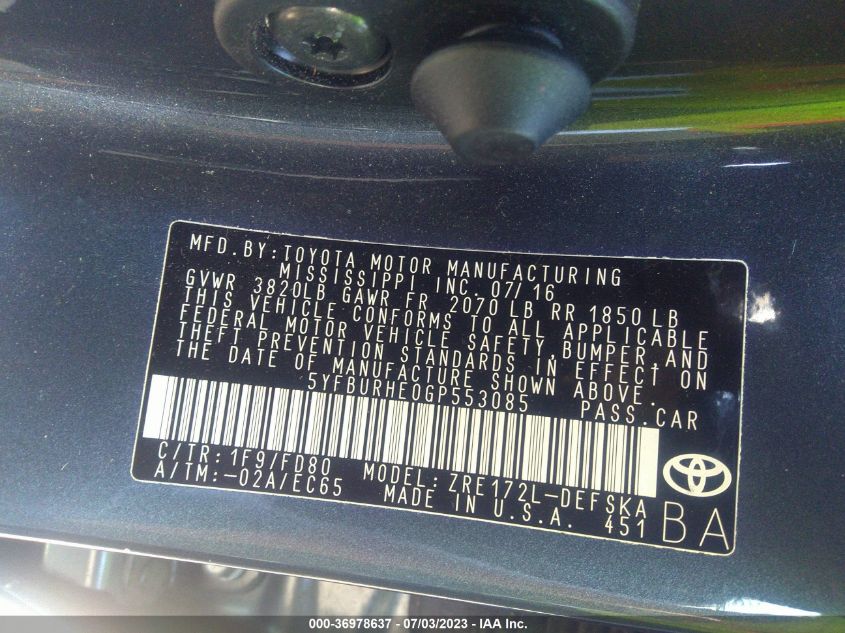 MFD.BY:TOYOTA MOTOR MANUFACTURING
MISSISSIPPI INC. 07/16
GVWR 3820LB GAWR FR 2070 LB RR 1850 LB
THIS VEHICLE CONFORMS TO ALL APPLICABLE
FEDERAL MOTOR VEHICLE SAFETY,BUMPER,AND
THEFT PREVENTION STANDARDS IN EFFECT ON
THE DATE OF MANUFACTURE SHOWN ABOVE.
5YFBURHE0GP553085 PASS.CAR
C/TR: 1F9/FD80 MODEL: ZRE172L-DEFSKA
A/TM:-02A/EC65 MADE IN U.S.A. 451
BA
000-36978637 - 07/03/2023 - IAA Inc.